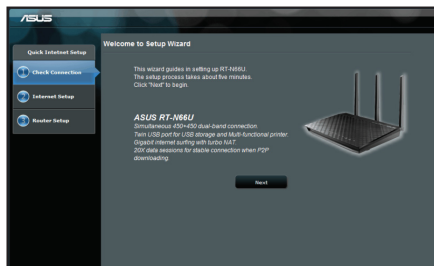 ASUS
Quick Internet Setup
1 Check Connection
2 Internet Setup
3 Router Setup
Welcome to Setup Wizard
This wizard guides in setting up RT-N66U.
The setup process takes about five minutes.
Click "Next" to begin.
ASUS RT-N66U
Simultaneous 450+450 dual-band connection.
Twin USB port for USB storage and Multi-functional printer.
Gigabit internet surfing with turbo NAT.
20X data sessions for stable connection when P2P
downloading.
Next